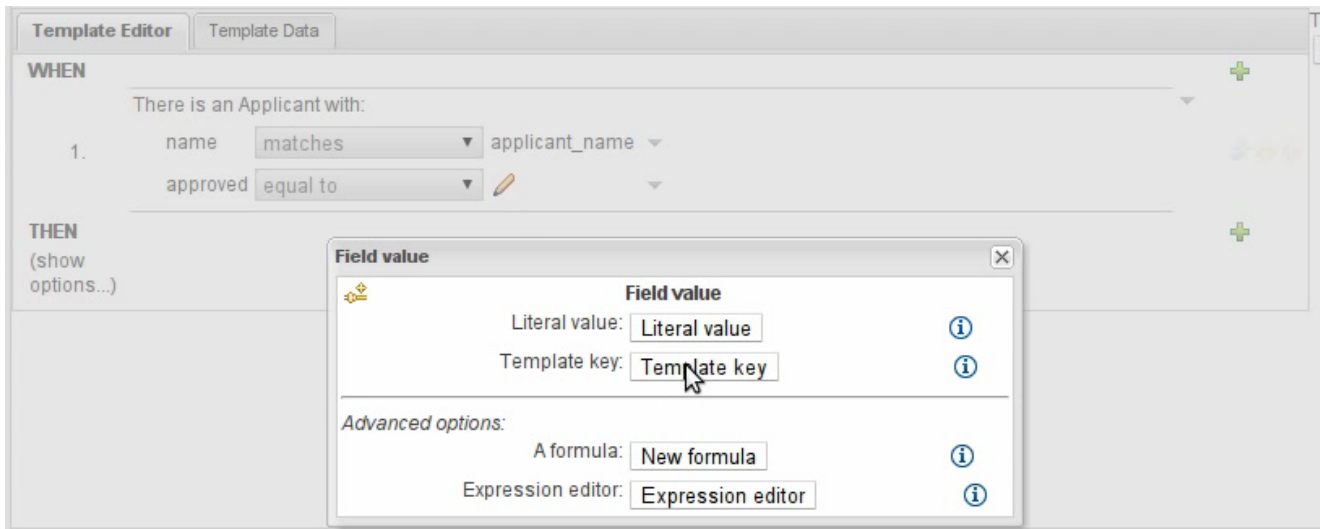 Template Editor Template Data
WHEN
There is an Applicant with:
1. name matches applicant_name
approved equal to
THEN
(show
options...)
Field value
Field value
Literal value: Literal value
Template key: Template key
Advanced options:
A formula: New formula
Expression editor: Expression editor